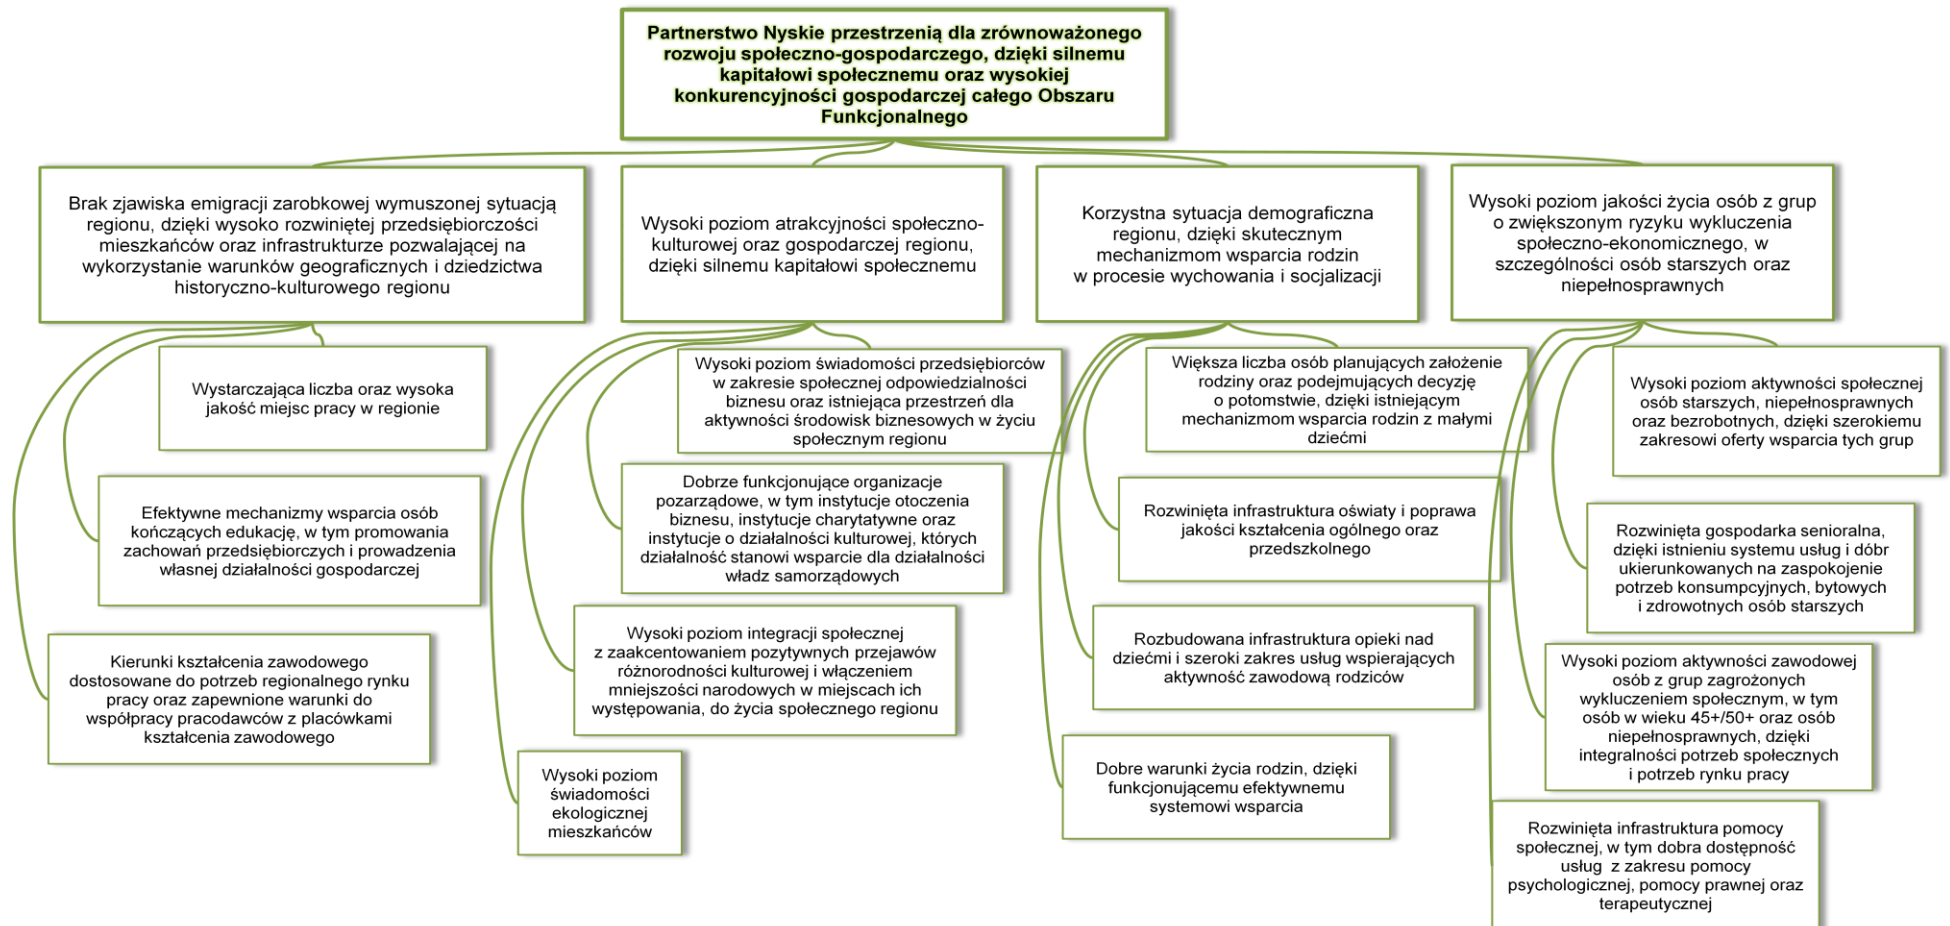 Partnerstwo Nyskie przestrzenią dla zrównoważonego
rozwoju społeczno-gospodarczego, dzięki silnemu
kapitałowi społecznemu oraz wysokiej
konkurencyjności gospodarczej całego Obszaru
Funkcjonalnego
Brak zjawiska emigracji zarobkowej wymuszonej sytuacją
regionu, dzięki wysoko rozwiniętej przedsiębiorczości
mieszkańców oraz infrastrukturze pozwalającej na
wykorzystanie warunków geograficznych i dziedzictwa
historyczno-kulturowego regionu
Wystarczająca liczba oraz wysoka
jakość miejsc pracy w regionie
Efektywne mechanizmy wsparcia osób
kończących edukację, w tym promowania
zachowań przedsiębiorczych i prowadzenia
własnej działalności gospodarczej
Kierunki kształcenia zawodowego
dostosowane do potrzeb regionalnego rynku
pracy oraz zapewnione warunki do
współpracy pracodawców z placówkami
kształcenia zawodowego
Wysoki poziom atrakcyjności społeczno-
kulturowej oraz gospodarczej regionu,
dzięki silnemu kapitałowi społecznemu
Wysoki poziom świadomości przedsiębiorców
w zakresie społecznej odpowiedzialności
biznesu oraz istniejąca przestrzeń dla
aktywności środowisk biznesowych w życiu
społecznym regionu
Dobrze funkcjonujące organizacje
pozarządowe, w tym instytucje otoczenia
biznesu, instytucje charytatywne oraz
instytucje o działalności kulturowej, których
działalność stanowi wsparcie dla działalności
władz samorządowych
Wysoki poziom integracji społecznej
z zaakcentowaniem pozytywnych przejawów
różnorodności kulturowej i włączeniem
mniejszości narodowych w miejscach ich
występowania, do życia społecznego regionu
Wysoki poziom
świadomości
ekologicznej
mieszkańców
Korzystna sytuacja demograficzna
regionu, dzięki skutecznym
mechanizmom wsparcia rodzin
w procesie wychowania i socjalizacji
Większa liczba osób planujących założenie
rodziny oraz podejmujących decyzję
o potomstwie, dzięki istniejącym
mechanizmom wsparcia rodzin z małymi
dziećmi
Rozwinięta infrastruktura oświaty i poprawa
jakości kształcenia ogólnego oraz
przedszkolnego
Rozbudowana infrastruktura opieki nad
dziećmi i szeroki zakres usług wspierających
aktywność zawodową rodziców
Dobre warunki życia rodzin, dzięki
funkcjonującemu efektywnemu
systemowi wsparcia
Wysoki poziom jakości życia osób z grup
o zwiększonym ryzyku wykluczenia
społeczno-ekonomicznego, w
szczególności osób starszych oraz
niepełnosprawnych
Wysoki poziom aktywności społecznej
osób starszych, niepełnosprawnych
oraz bezrobotnych, dzięki szerokiemu
zakresowi oferty wsparcia tych grup
Rozwinięta gospodarka senioralna,
dzięki istnieniu systemu usług i dóbr
ukierunkowanych na zaspokojenie
potrzeb konsumpcyjnych, bytowych
i zdrowotnych osób starszych
Wysoki poziom aktywności zawodowej
osób z grup zagrożonych
wykluczeniem społecznym, w tym
osób w wieku 45+/50+ oraz osób
niepełnosprawnych, dzięki
integralności potrzeb społecznych
i potrzeb rynku pracy
Rozwinięta infrastruktura pomocy
społecznej, w tym dobra dostępność
usług z zakresu pomocy
psychologicznej, pomocy prawnej oraz
terapeutycznej